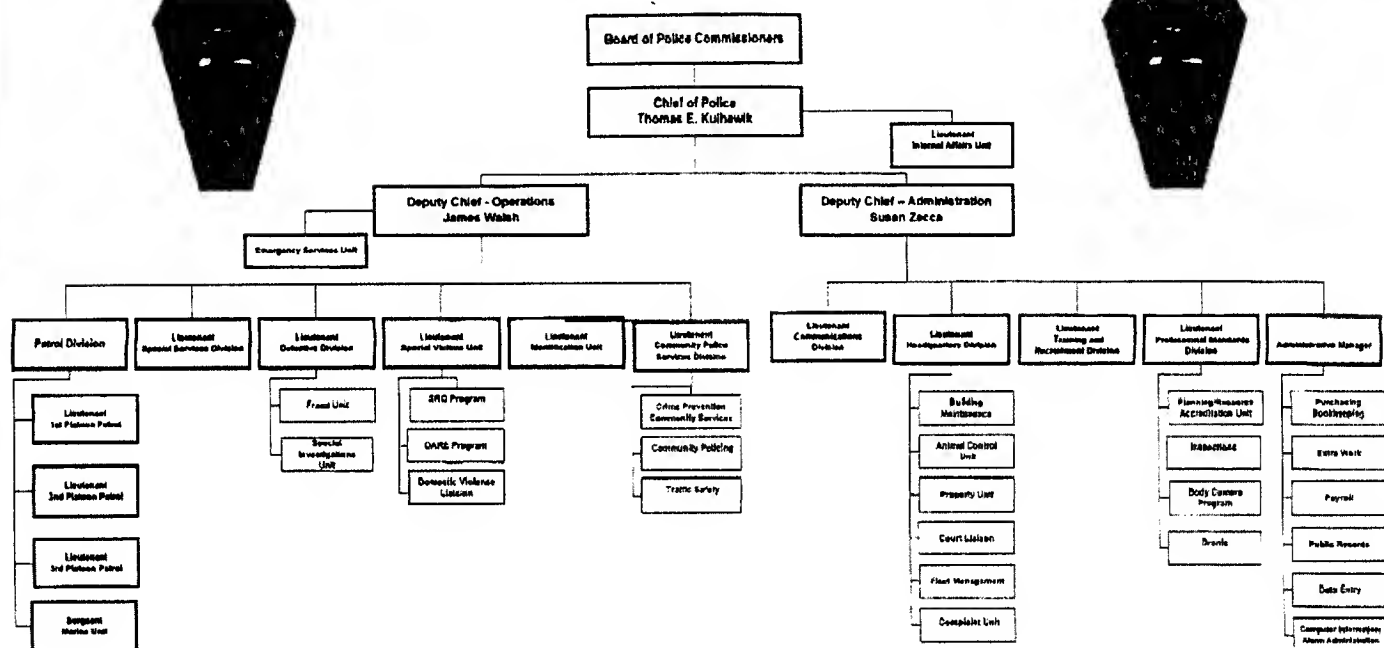 Board of Police Commissioners
Chief of Police
Thomas E. Kulhawik
Lieutenant
Internal Affairs Unit
Deputy Chief - Operations
James Walsh
Deputy Chief – Administration
Susan Zecca
Emergency Services Unit
Patrol Division
Lieutenant
Special Services Division
Lieutenant
Detective Division
Lieutenant
Special Victims Unit
Lieutenant
Identification Unit
Lieutenant
Community Police
Services Division
Lieutenant
Communications
Division
Lieutenant
Headquarters Division
Lieutenant
Training and
Recruitment Division
Lieutenant
Professional Standards
Division
Administrative Manager
Lieutenant
1st Platoon Patrol
Lieutenant
2nd Platoon Patrol
Lieutenant
3rd Platoon Patrol
Sergeant
Marine Unit
Fraud Unit
Special
Investigations
Unit
SRO Program
DARE Program
Domestic Violence
Liaison
Crime Prevention
Community Services
Community Policing
Traffic Safety
Building
Maintenance
Animal Control
Unit
Property Unit
Court Liaison
Fleet Management
Complaint Unit
Planning/Research
Accreditation Unit
Inspections
Body Camera
Program
Grants
Purchasing
Bookkeeping
Extra Work
Payroll
Public Records
Data Entry
Computer Information
Alarm Administration